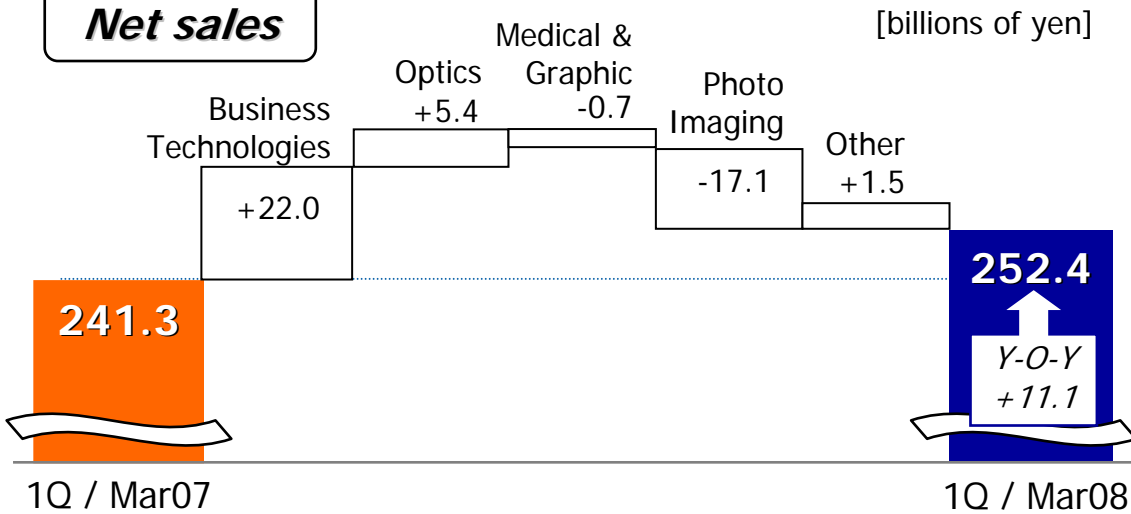 Net sales
[billions of yen]
Business
Technologies
+22.0
Optics
+5.4
Medical &
Graphic
-0.7
Photo
Imaging
-17.1
Other
+1.5
241.3
252.4
Y-O-Y
+11.1
1Q / Mar07
1Q / Mar08